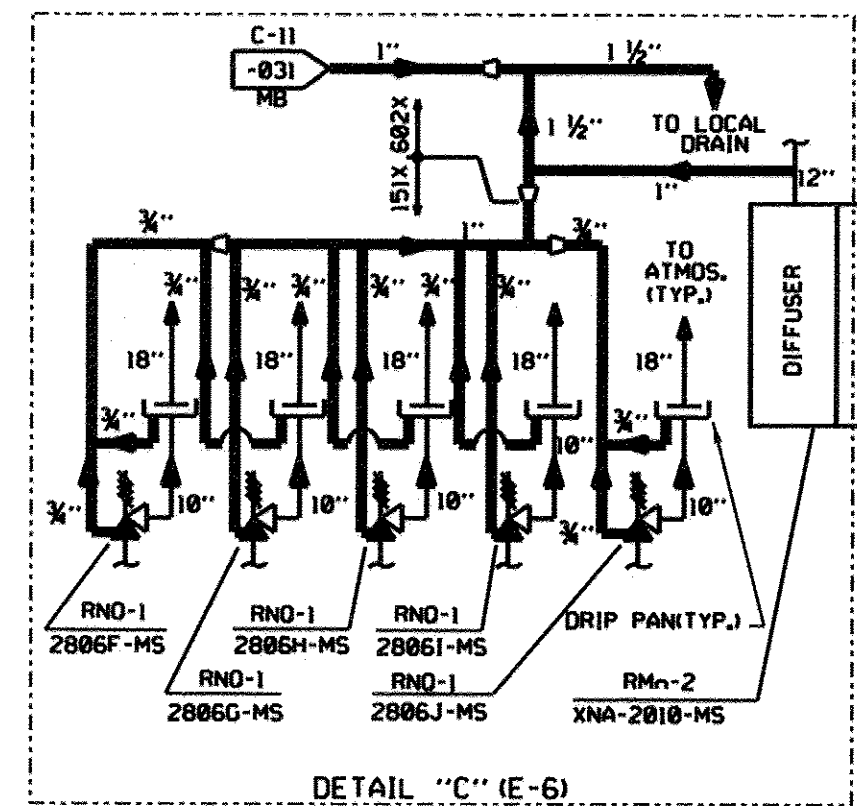 C-11
-031
MB
1"
1 ½"
602X
151X
1 ½"
TO LOCAL
DRAIN
12"
1"
¾"
1"
¾"
TO
ATMOS.
(TYP.)
DIFFUSER
¾" ¾" ¾" ¾" ¾" ¾"
18" 18" 18" 18" 18"
¾" ¾"
10"
¾" 10" 10" 10" ¾" 10"
RNO-1
2806F-MS
RNO-1
2806H-MS
RNO-1
2806I-MS
DRIP PAN(TYP.)
RNO-1
2806G-MS
RNO-1
2806J-MS
XNA-2010-MS
DETAIL "C" (E-6)